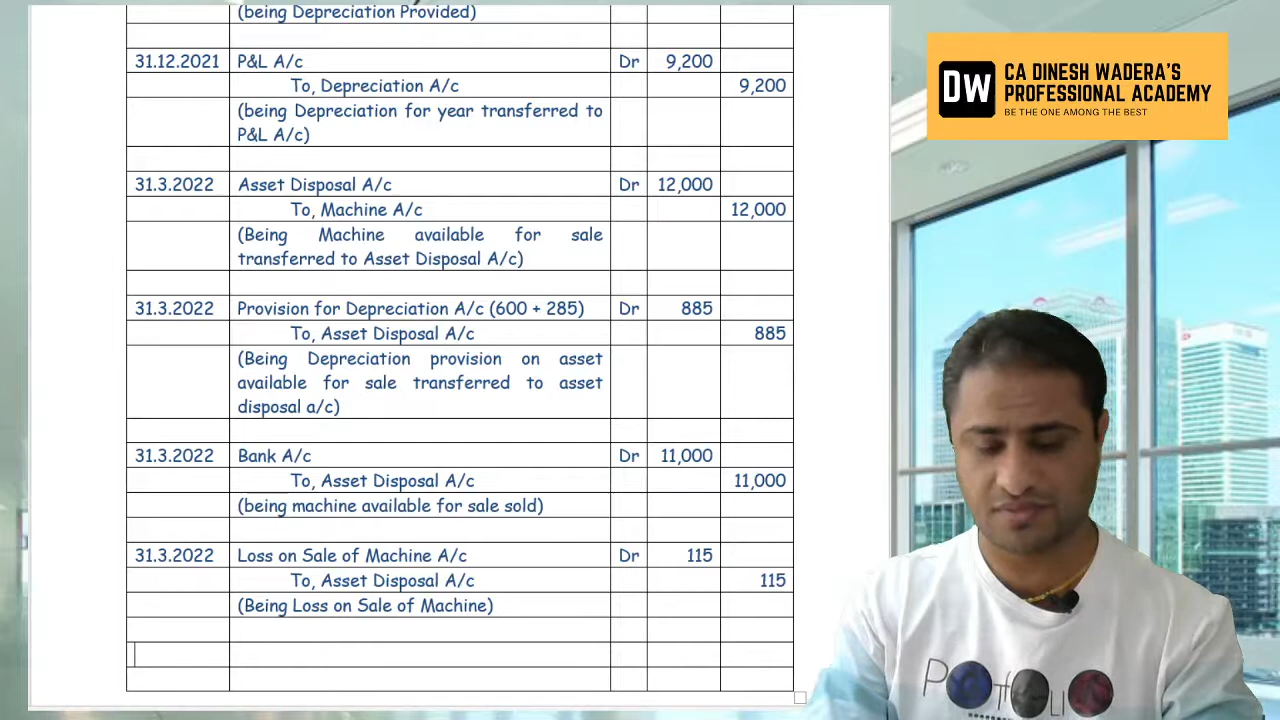 (being Depreciation Provided)
31.12.2021 P&L A/c Dr 9,200
To, Depreciation A/c 9,200
(being Depreciation for year transferred to
P&L A/c)
31.3.2022 Asset Disposal A/c Dr 12,000
To, Machine A/c 12,000
(Being Machine available for sale
transferred to Asset Disposal A/c)
31.3.2022 Provision for Depreciation A/c (600 + 285) Dr 885
To, Asset Disposal A/c 885
(Being Depreciation provision on asset
available for sale transferred to asset
disposal a/c)
31.3.2022 Bank A/c Dr 11,000
To, Asset Disposal A/c 11,000
(being machine available for sale sold)
31.3.2022 Loss on Sale of Machine A/c Dr 115
To, Asset Disposal A/c 115
(Being Loss on Sale of Machine)
DW
CA DINESH WADERA'S
PROFESSIONAL ACADEMY
BE THE ONE AMONG THE BEST